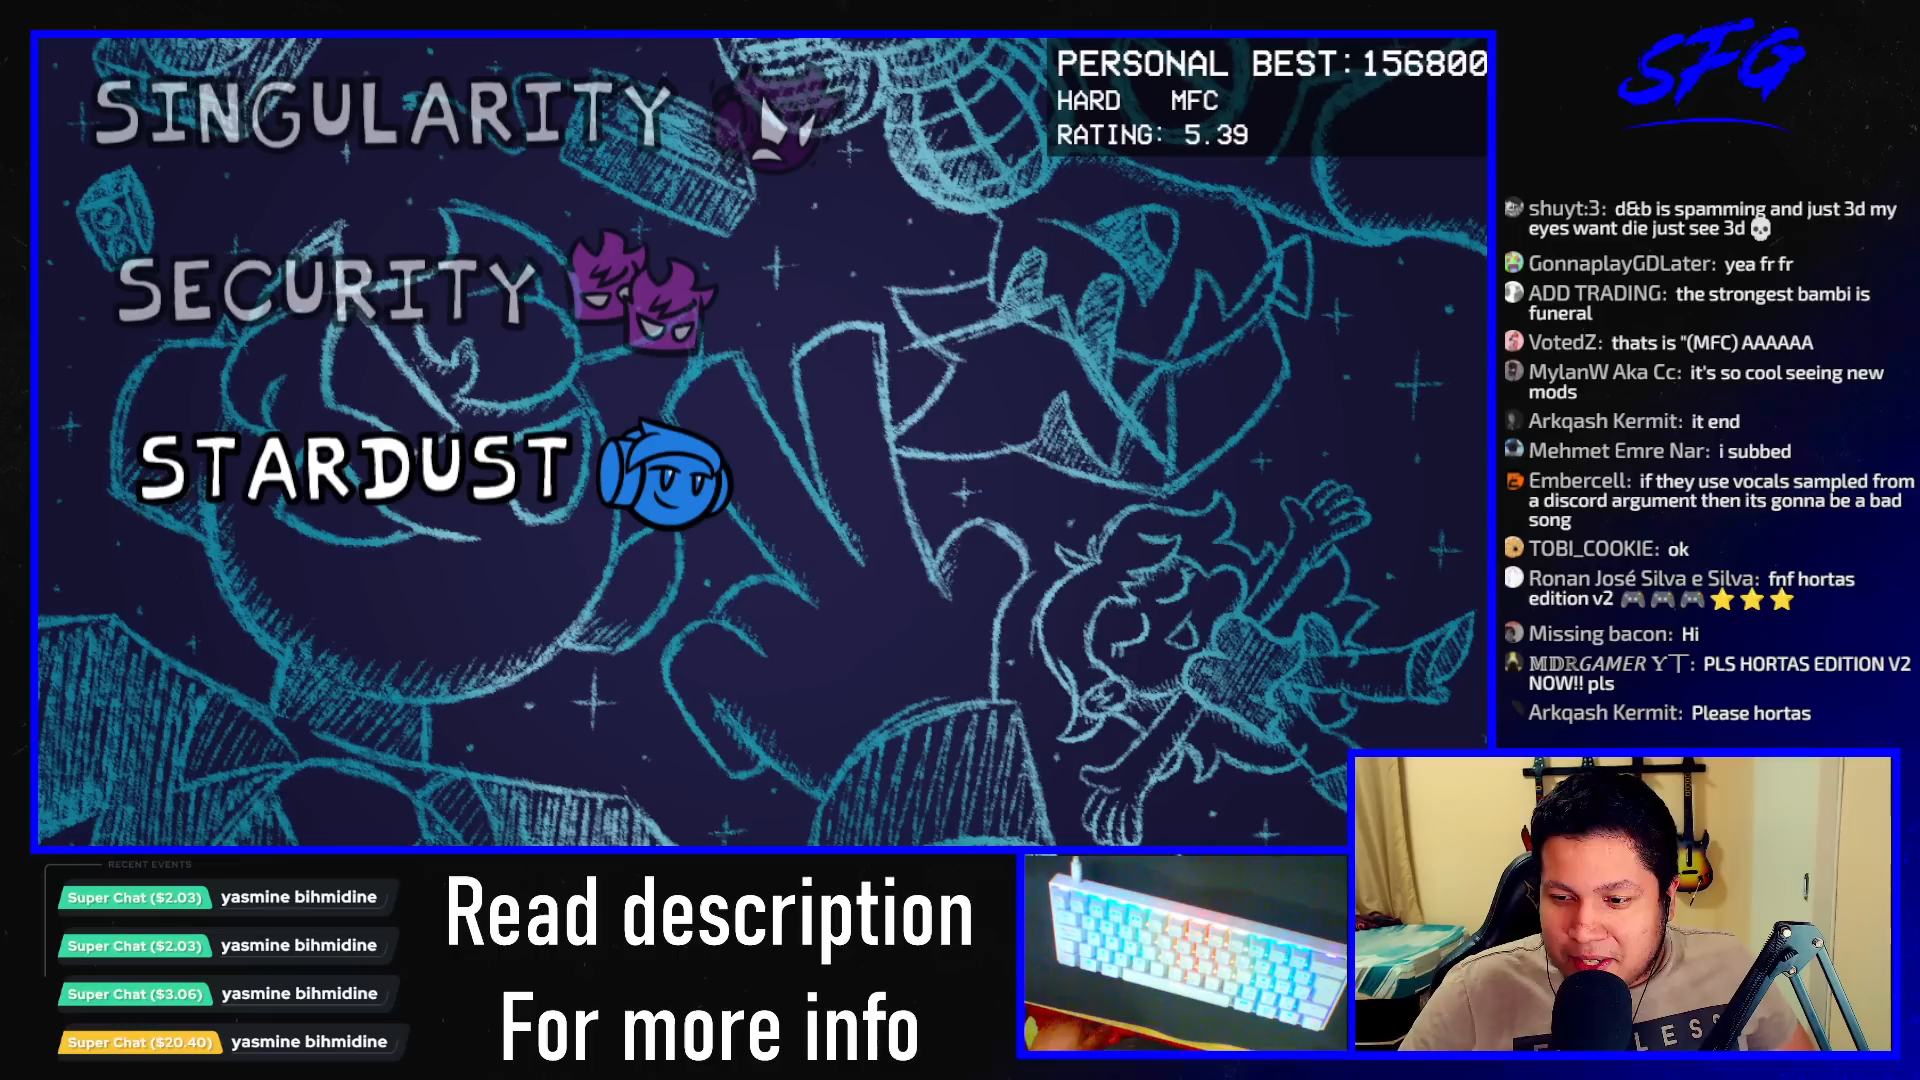 SINGULARITY
SECURITY
STARDUST
PERSONAL BEST:156800
HARD MFC
RATING: 5.39
SFG
shuyt:3: d&b is spamming and just 3d my
eyes want die just see 3d 💀
GonnaplayGDLater: yea fr fr
ADD TRADING: the strongest bambi is
funeral
VotedZ: thats is "(MFC) AAAAAA
MylanW Aka Cc: it's so cool seeing new
mods
Arkqash Kermit: it end
Mehmet Emre Nar: i subbed
Embercell: if they use vocals sampled from
a discord argument then its gonna be a bad
song
TOBI_COOKIE: ok
Ronan José Silva e Silva: fnf hortas
edition v2 🎮🎮🎮⭐⭐⭐
Missing bacon: Hi
𝕄𝔻ℝGAMER Y丅: PLS HORTAS EDITION V2
NOW!! pls
Arkqash Kermit: Please hortas
RECENT EVENTS
Super Chat ($2.03) yasmine bihmidine
Super Chat ($2.03) yasmine bihmidine
Super Chat ($3.06) yasmine bihmidine
Super Chat ($20.40) yasmine bihmidine
Read description
For more info